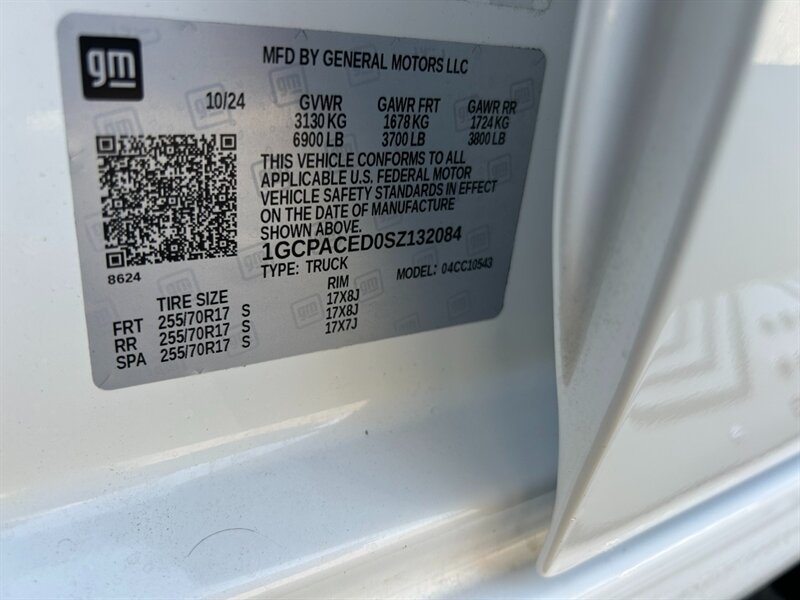 gm
MFD BY GENERAL MOTORS LLC
10/24 GVWR GAWR FRT GAWR RR
3130 KG 1678 KG 1724 KG
6900 LB 3700 LB 3800 LB
THIS VEHICLE CONFORMS TO ALL
APPLICABLE U.S. FEDERAL MOTOR
VEHICLE SAFETY STANDARDS IN EFFECT
ON THE DATE OF MANUFACTURE
SHOWN ABOVE.
1GCPACED0SZ132084
8624
TYPE: TRUCK MODEL: 04CC10543
TIRE SIZE RIM
FRT 255/70R17 S 17X8J
RR 255/70R17 S 17X8J
SPA 255/70R17 S 17X7J